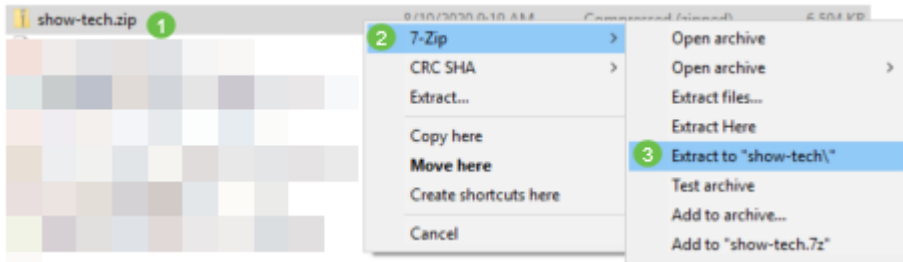 show-tech.zip 1 8/10/2020 9:19 AM Compressed (zipped) 6,594 KB
2 7-Zip >
CRC SHA >
Extract...
Copy here
Move here
Create shortcuts here
Cancel
Open archive
Open archive >
Extract files...
Extract Here
3 Extract to "show-tech\"
Test archive
Add to archive...
Add to "show-tech.7z"